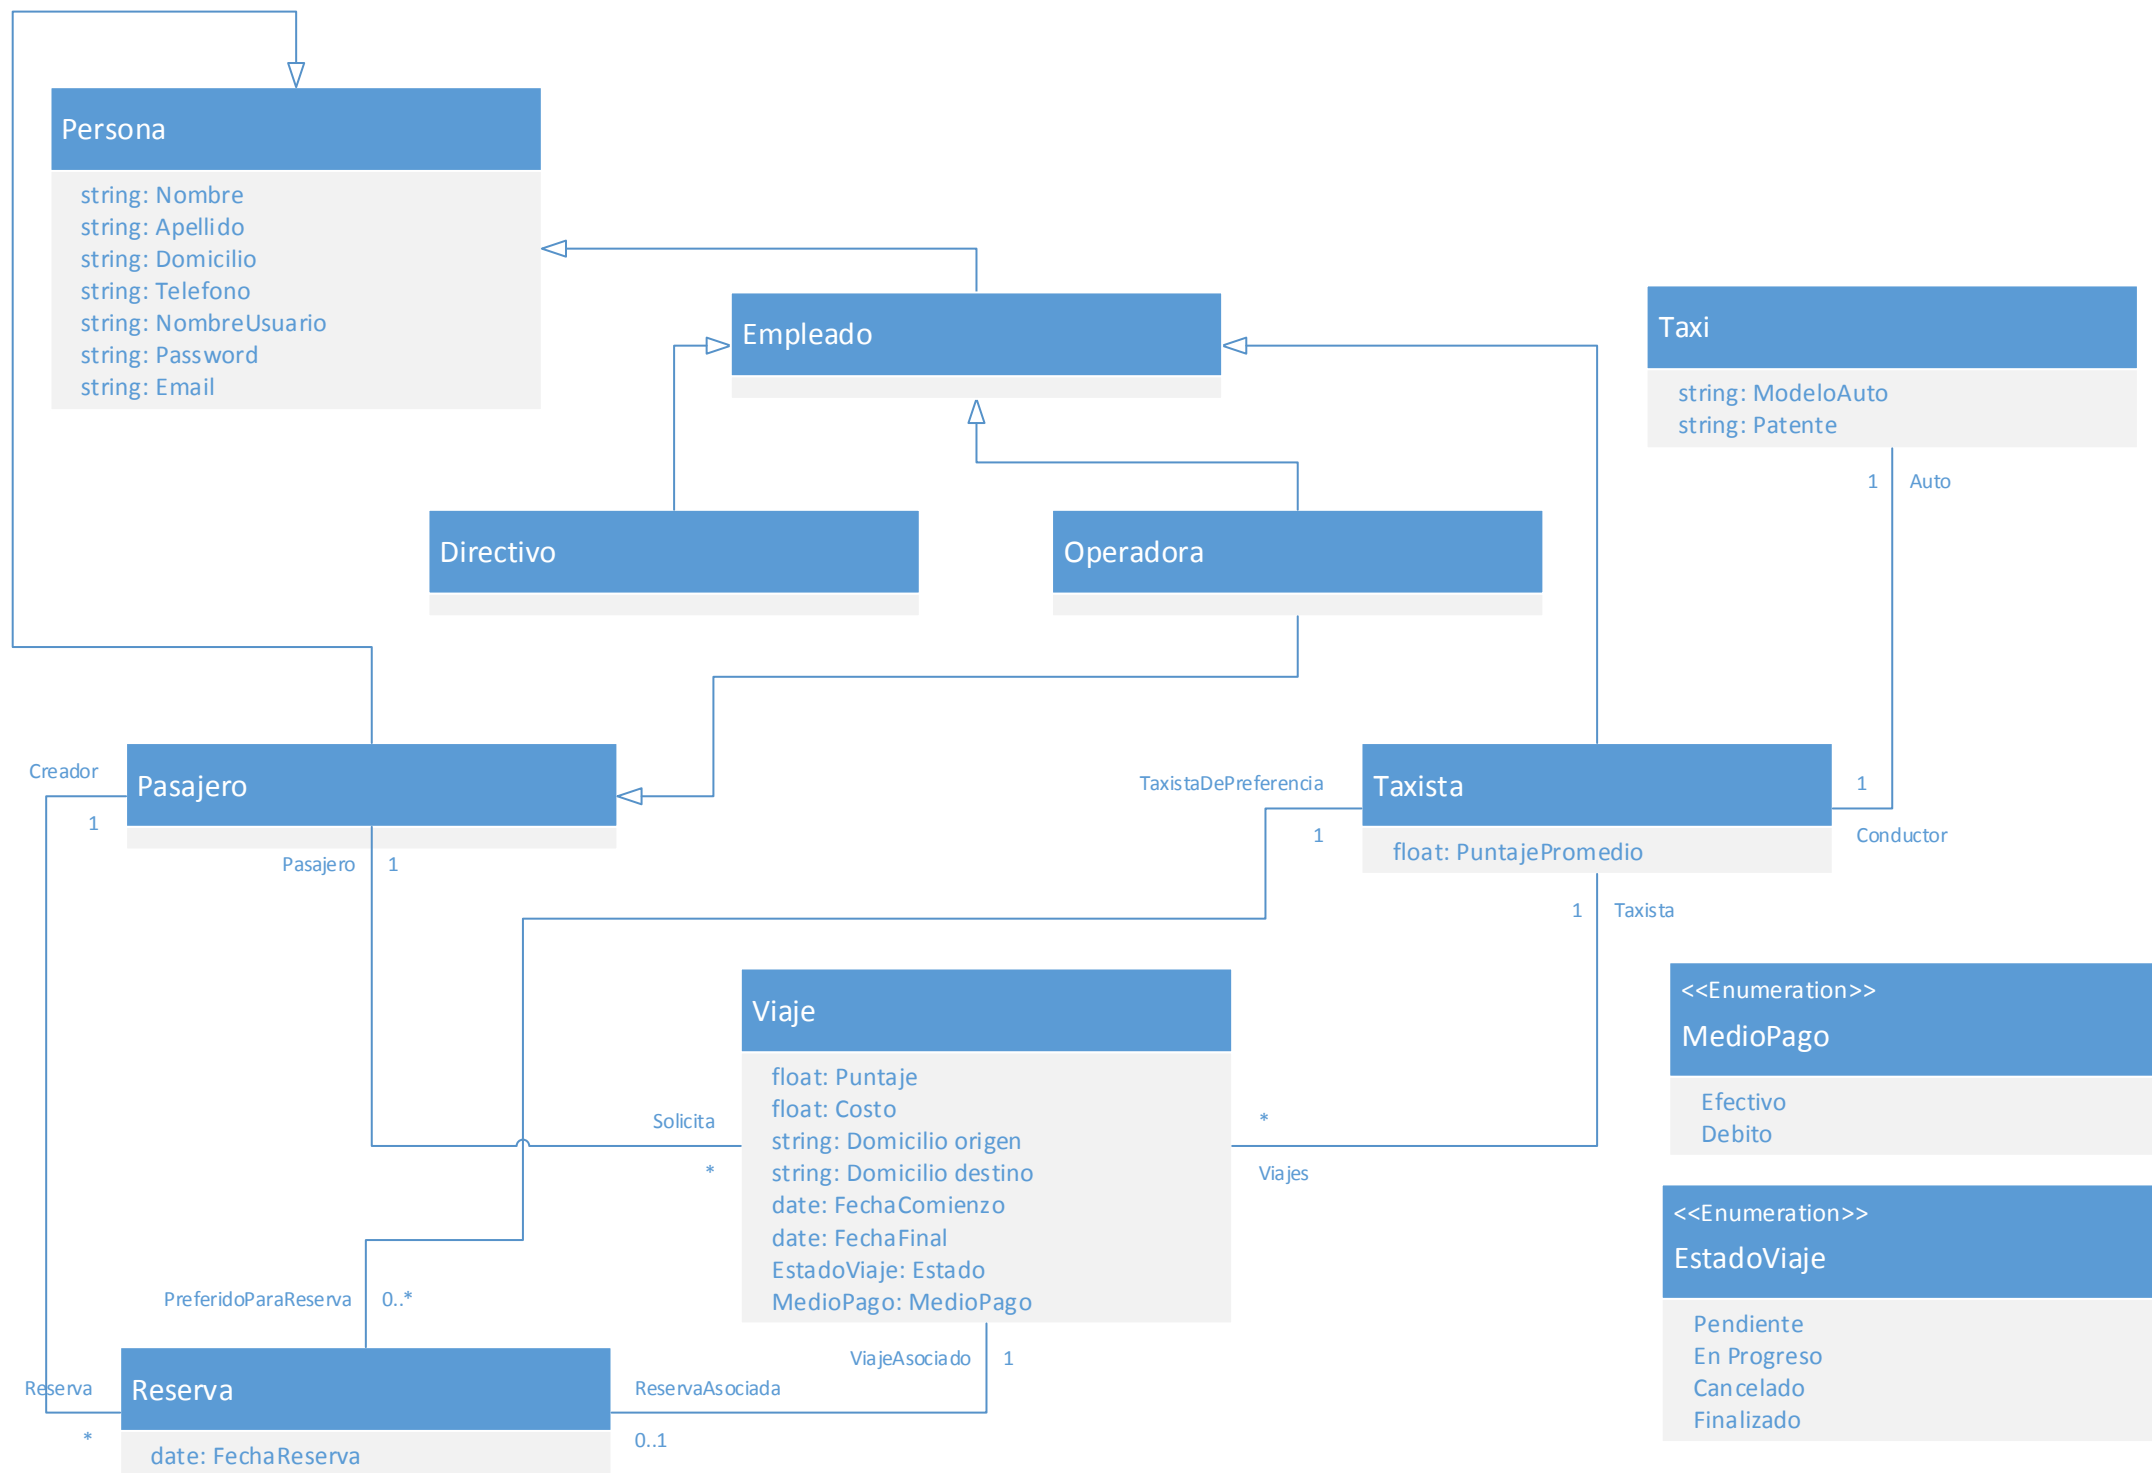 Persona
string: Nombre
string: Apellido
string: Domicilio
string: Telefono
string: NombreUsuario
string: Password
string: Email
Empleado
Taxi
string: ModeloAuto
string: Patente
1
Auto
Directivo
Operadora
Creador
1
Pasajero
Pasajero
1
TaxistaDePreferencia
1
Taxista
float: PuntajePromedio
1
Conductor
1
Taxista
Viaje
float: Puntaje
float: Costo
string: Domicilio origen
string: Domicilio destino
date: FechaComienzo
date: FechaFinal
EstadoViaje: Estado
MedioPago: MedioPago
Solicita
*
*
Viajes
<<Enumeration>>
MedioPago
Efectivo
Debito
<<Enumeration>>
EstadoViaje
Pendiente
En Progreso
Cancelado
Finalizado
PreferidoParaReserva
0..*
ViajeAsociado
1
Reserva
*
Reserva
date: FechaReserva
ReservaAsociada
0..1